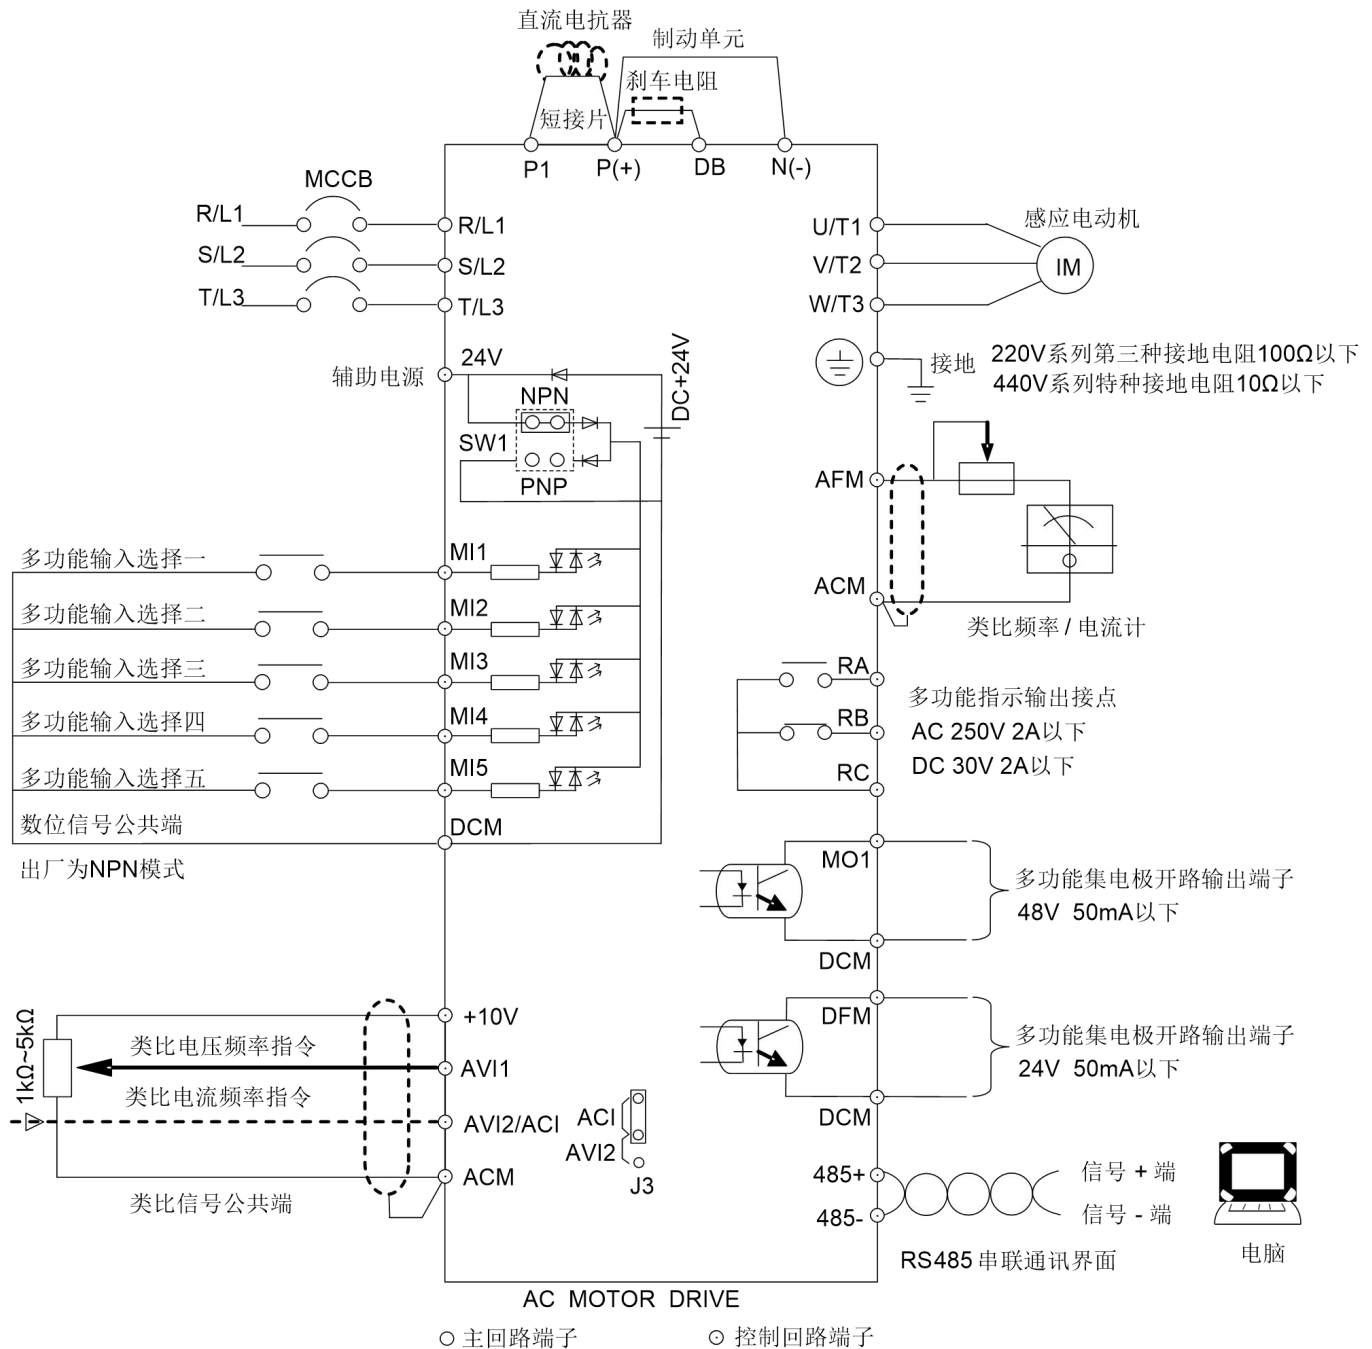 直流电抗器
制动单元
刹车电阻
短接片
P1
P(+)
DB
N(-)
MCCB
R/L1
R/L1
S/L2
S/L2
T/L3
T/L3
U/T1
V/T2
W/T3
感应电动机
IM
辅助电源
24V
DC+24V
NPN
SW1
PNP
接地
220V系列第三种接地电阻100Ω以下
440V系列特种接地电阻10Ω以下
AFM
ACM
类比频率 / 电流计
多功能输入选择一
MI1
多功能输入选择二
MI2
多功能输入选择三
MI3
多功能输入选择四
MI4
多功能输入选择五
MI5
数位信号公共端
DCM
出厂为NPN模式
RA
RB
RC
多功能指示输出接点
AC 250V 2A以下
DC 30V 2A以下
MO1
DCM
多功能集电极开路输出端子
48V 50mA以下
DFM
DCM
多功能集电极开路输出端子
24V 50mA以下
1kΩ~5kΩ
+10V
类比电压频率指令
AVI1
类比电流频率指令
AVI2/ACI
ACM
类比信号公共端
ACI
AVI2
J3
485+
485-
信号 + 端
信号 - 端
RS485 串联通讯界面
电脑
AC MOTOR DRIVE
主回路端子
控制回路端子